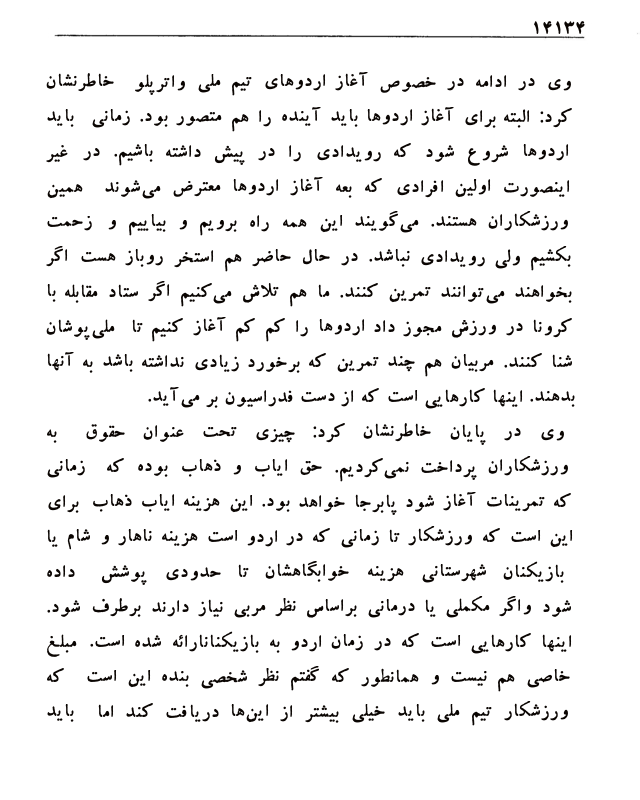 ۱۴۱۳۴
وی در ادامه در خصوص آغاز اردوهای تیم ملی واترپلو خاطرنشان
کرد: البته برای آغاز اردوها باید آینده را هم متصور بود. زمانی باید
اردوها شروع شود که رویدادی را در پیش داشته باشیم. در غیر
اینصورت اولین افرادی که بعه آغاز اردوها معترض می‌شوند همین
ورزشکاران هستند. می‌گویند این همه راه برویم و بیاییم و زحمت
بکشیم ولی رویدادی نباشد. در حال حاضر هم استخر روباز هست اگر
بخواهند می‌توانند تمرین کنند. ما هم تلاش می‌کنیم اگر ستاد مقابله با
کرونا در ورزش مجوز داد اردوها را کم کم آغاز کنیم تا ملی‌پوشان
شنا کنند. مربیان هم چند تمرین که برخورد زیادی نداشته باشد به آنها
بدهند. اینها کارهایی است که از دست فدراسیون بر می‌آید.
وی در پایان خاطرنشان کرد: چیزی تحت عنوان حقوق به
ورزشکاران پرداخت نمی‌کردیم. حق ایاب و ذهاب بوده که زمانی
که تمرینات آغاز شود پابرجا خواهد بود. این هزینه ایاب ذهاب برای
این است که ورزشکار تا زمانی که در اردو است هزینه ناهار و شام یا
بازیکنان شهرستانی هزینه خوابگاهشان تا حدودی پوشش داده
شود واگر مکملی یا درمانی براساس نظر مربی نیاز دارند برطرف شود.
اینها کارهایی است که در زمان اردو به بازیکنانارائه شده است. مبلغ
خاصی هم نیست و همانطور که گفتم نظر شخصی بنده این است که
ورزشکار تیم ملی باید خیلی بیشتر از این‌ها دریافت کند اما باید